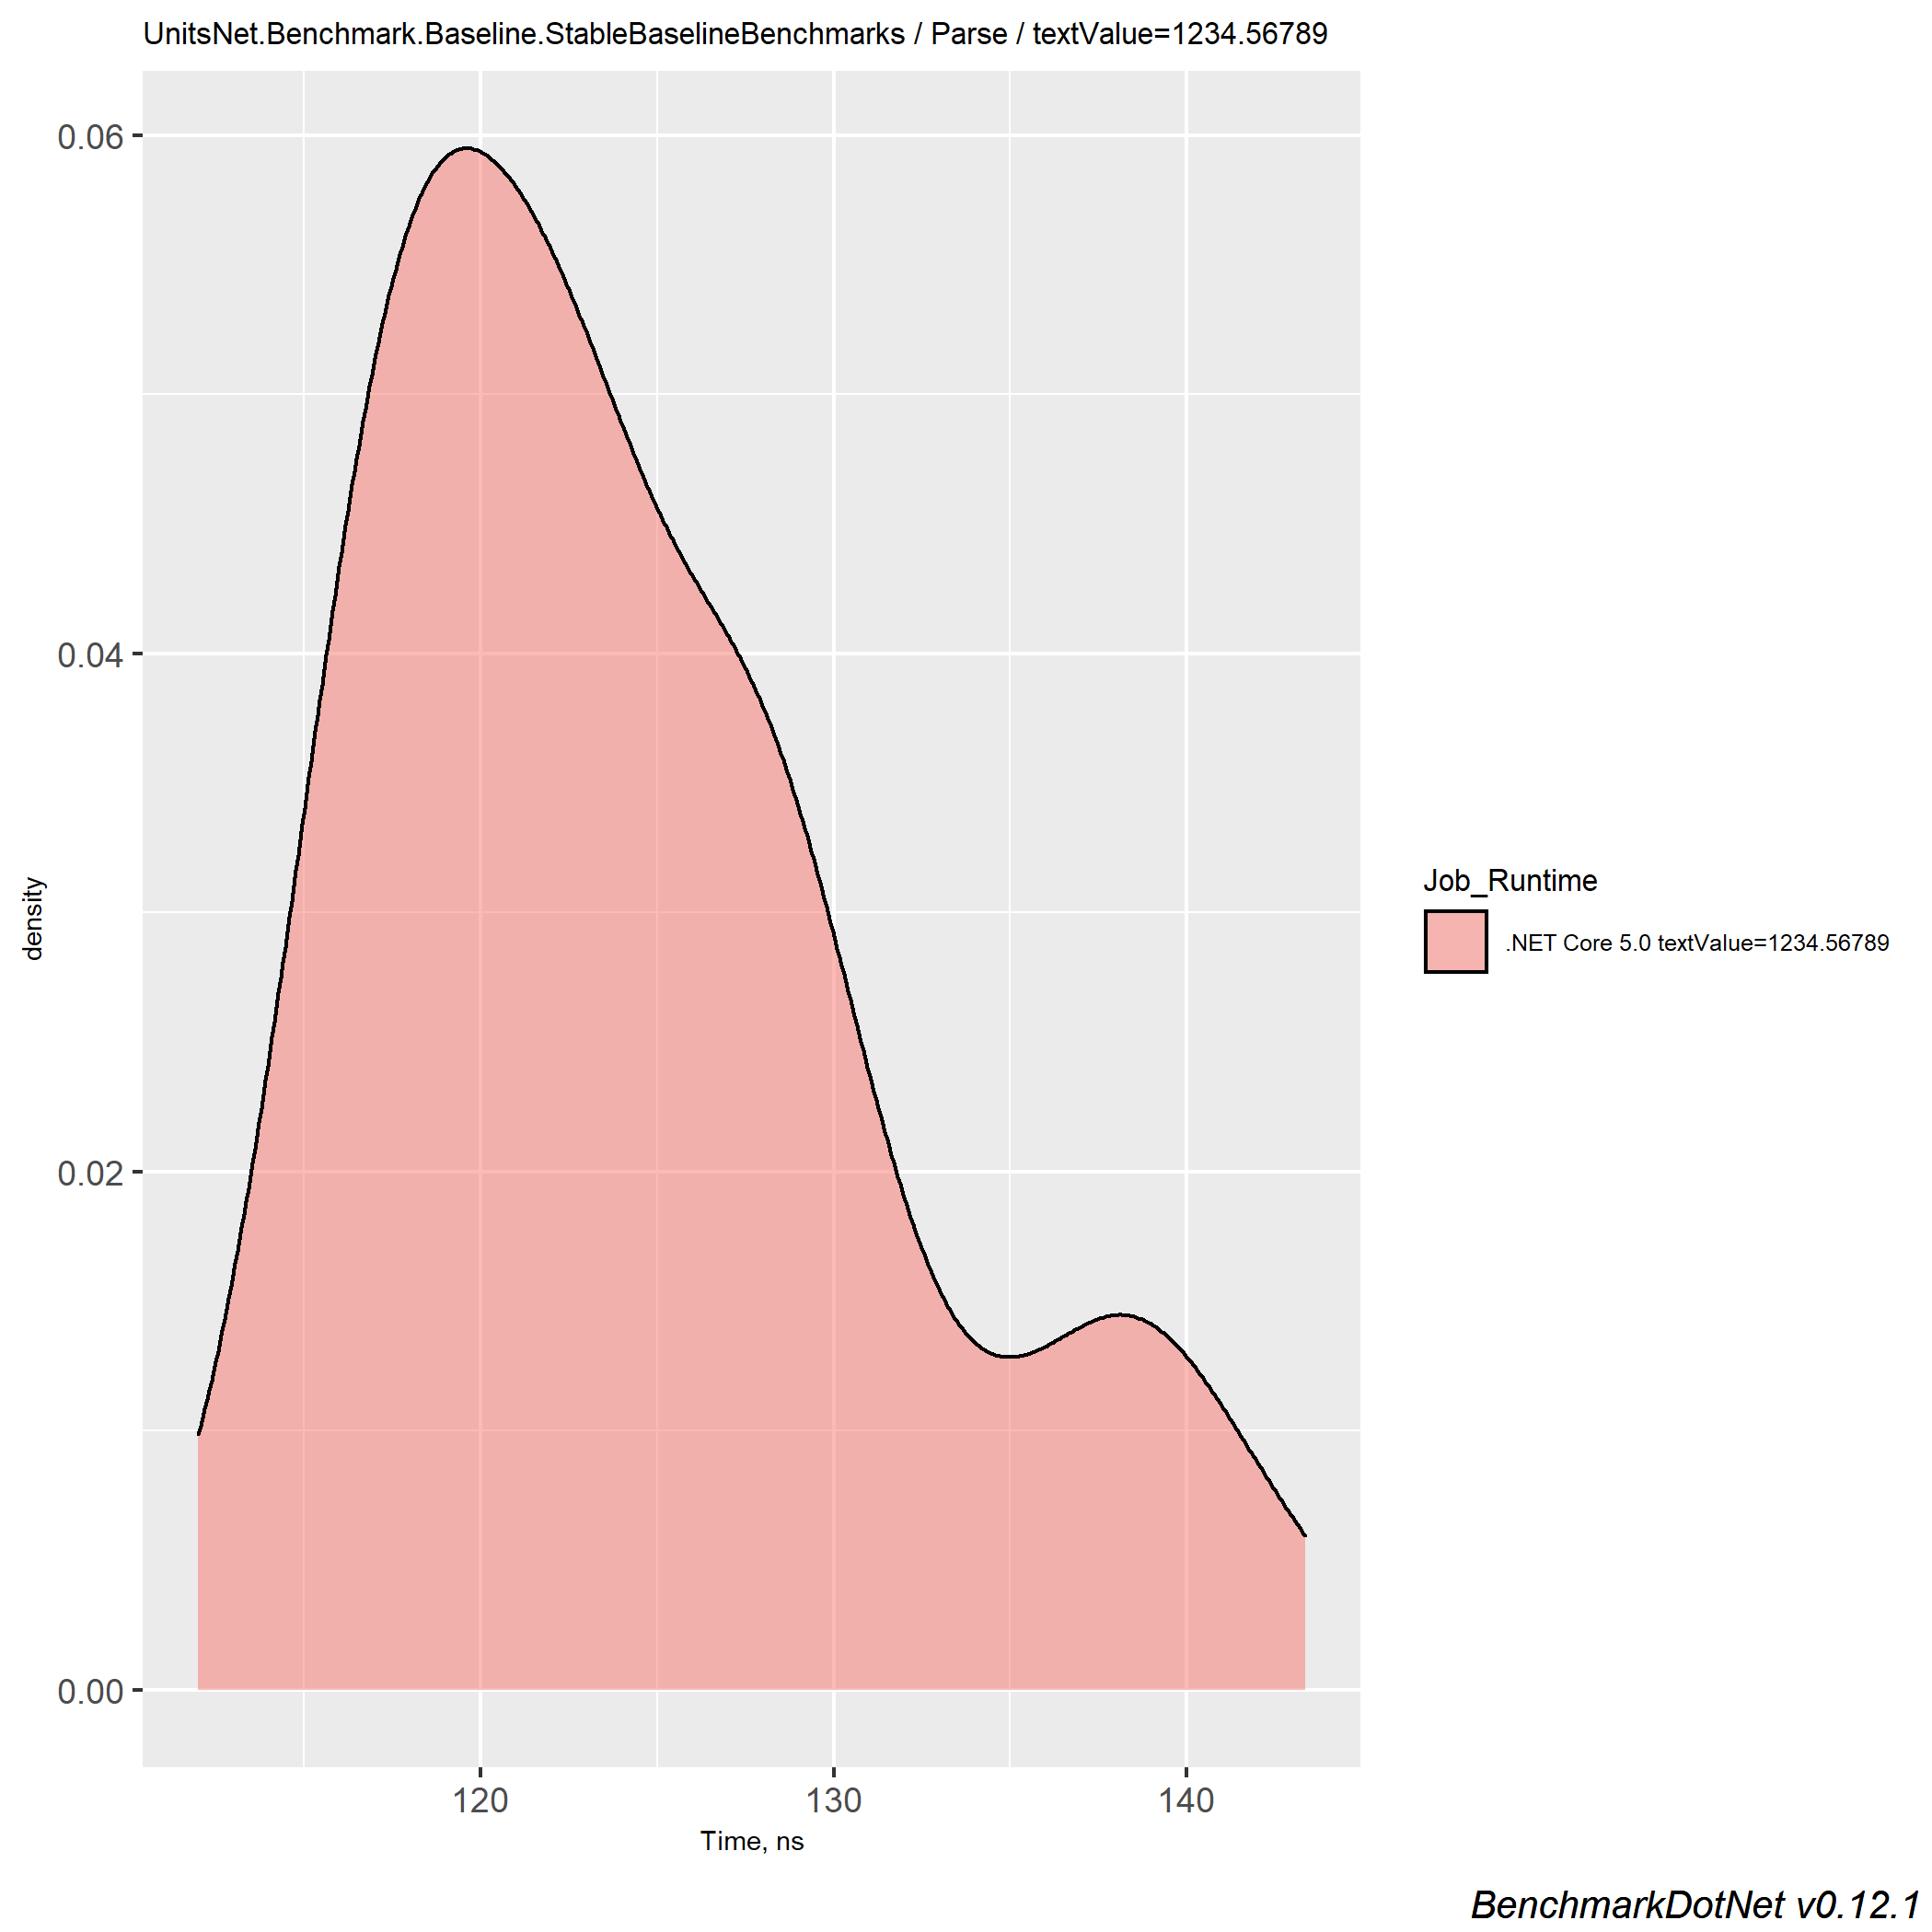 UnitsNet.Benchmark.Baseline.StableBaselineBenchmarks / Parse / textValue=1234.56789
0.06
0.04
0.02
0.00
density
120 130 140
Time, ns
Job_Runtime
.NET Core 5.0 textValue=1234.56789
BenchmarkDotNet v0.12.1